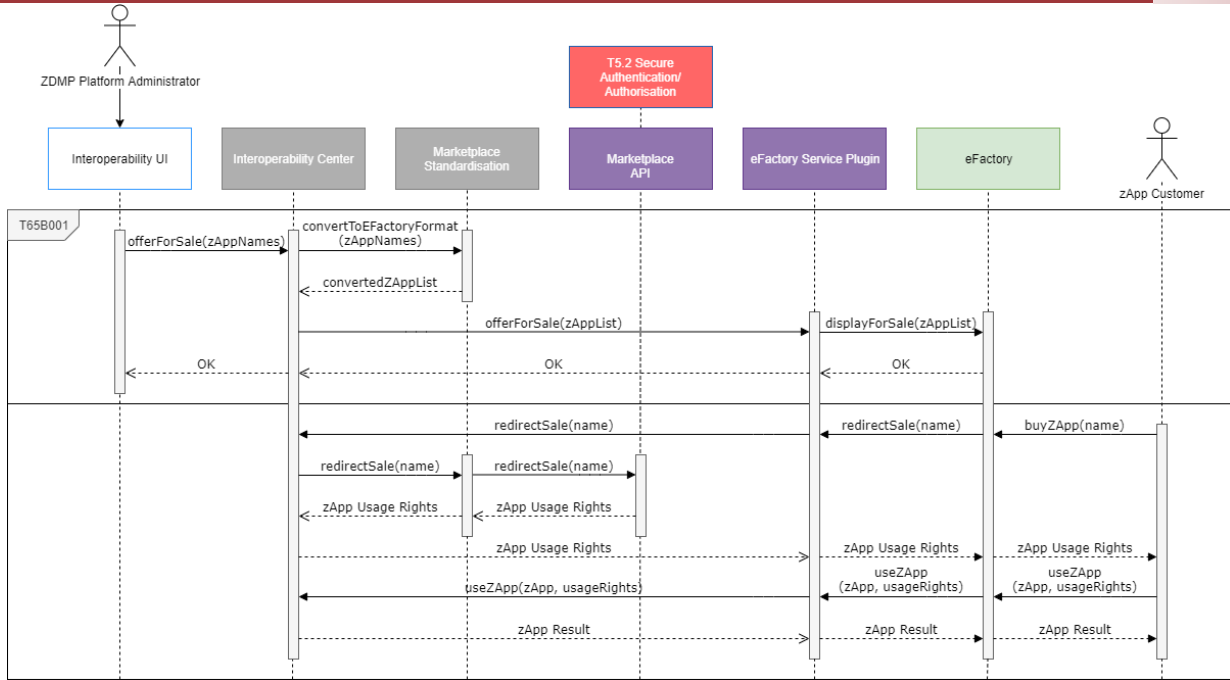 ZDMP Platform Administrator
T5.2 Secure
Authentication/
Authorisation
Interoperability UI
Interoperability Center
Marketplace
Standardisation
Marketplace
API
eFactory Service Plugin
eFactory
zApp Customer
T65B001
offerForSale(zAppNames)
convertToEFactoryFormat
(zAppNames)
convertedZAppList
offerForSale(zAppList)
displayForSale(zAppList)
OK
OK
OK
redirectSale(name)
redirectSale(name)
buyZApp(name)
redirectSale(name)
redirectSale(name)
zApp Usage Rights
zApp Usage Rights
zApp Usage Rights
zApp Usage Rights
zApp Usage Rights
useZApp(zApp, usageRights)
useZApp
(zApp, usageRights)
useZApp
(zApp, usageRights)
zApp Result
zApp Result
zApp Result